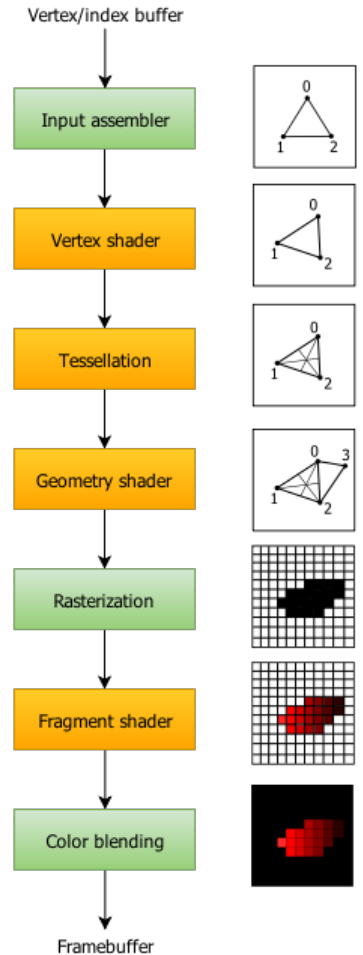 Vertex/index buffer
Input assembler
0
1 2
Vertex shader
0
1
2
Tessellation
0
1
2
Geometry shader
0 3
1
2
Rasterization
Fragment shader
Color blending
Framebuffer